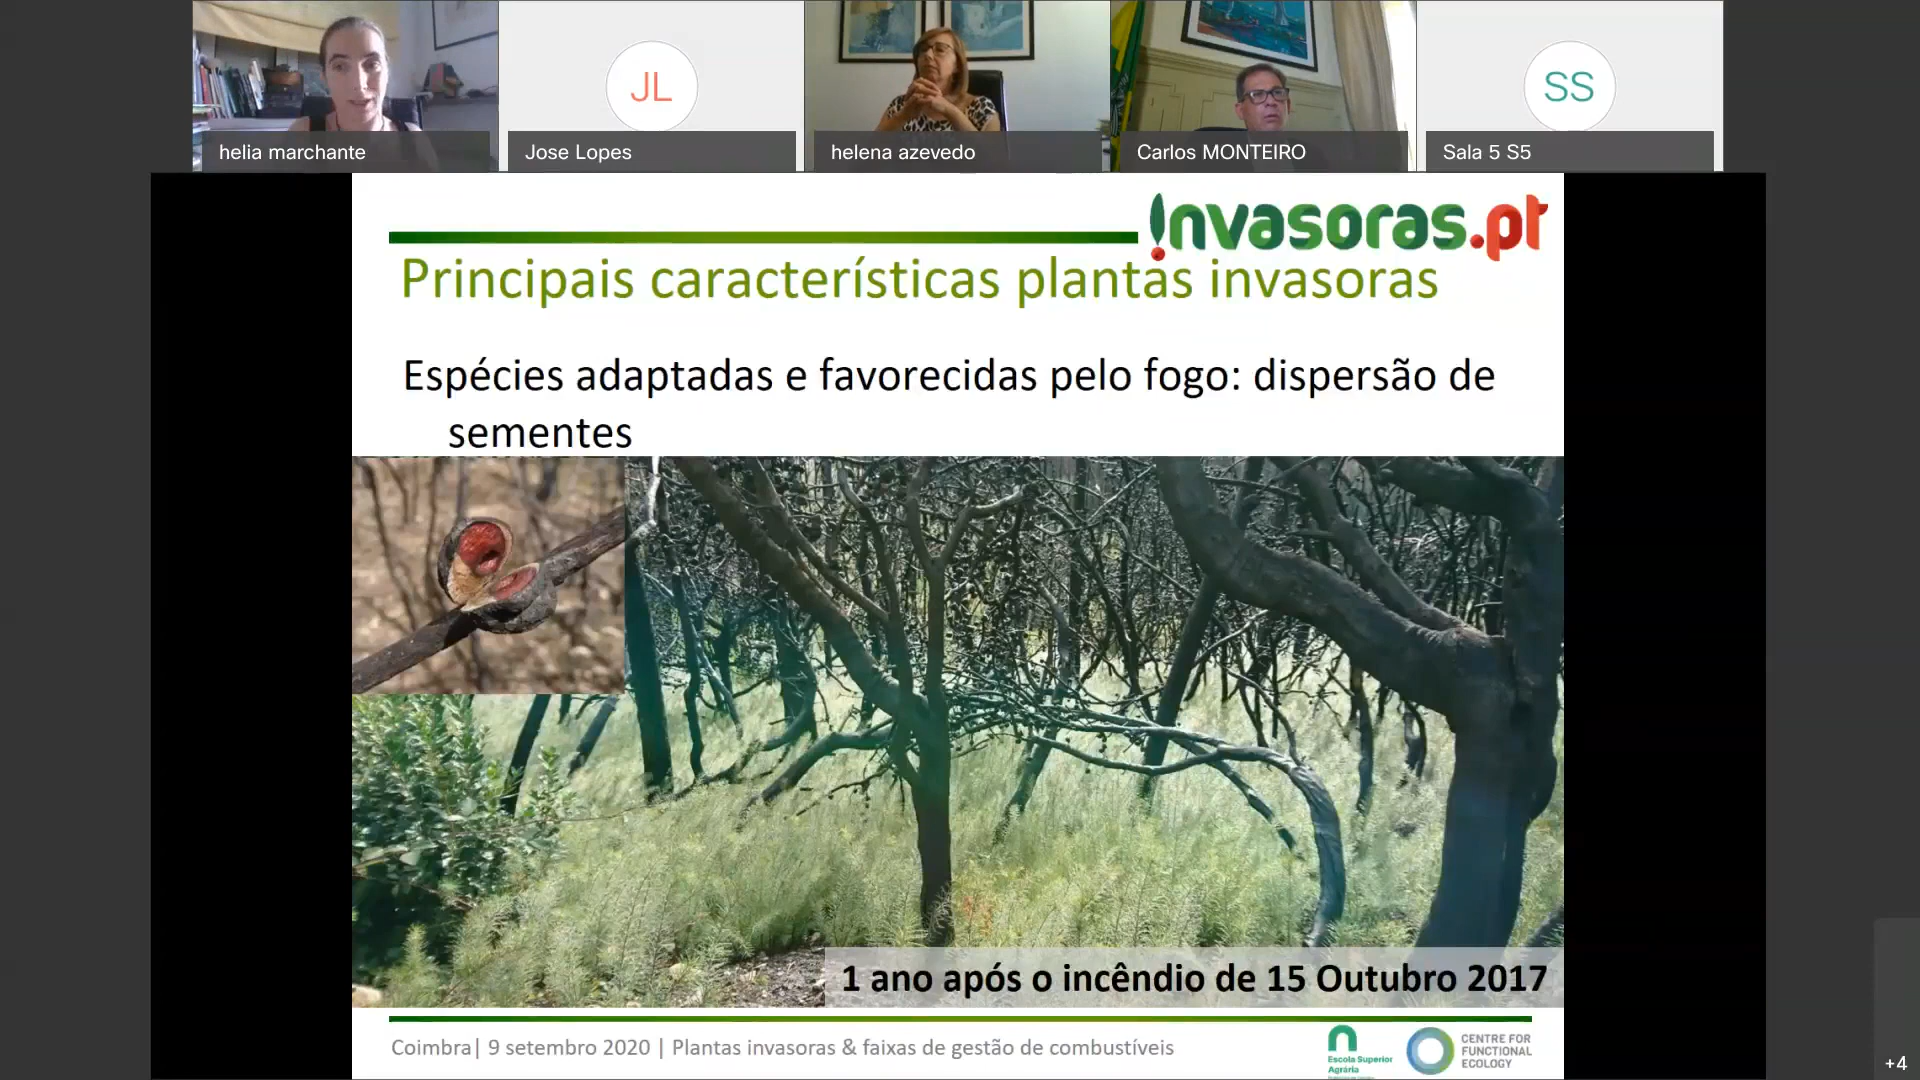 helia marchante
JL
Jose Lopes
helena azevedo
Carlos MONTEIRO
SS
Sala 5 S5
invasoras.pt
Principais características plantas invasoras
Espécies adaptadas e favorecidas pelo fogo: dispersão de
sementes
1 ano após o incêndio de 15 Outubro 2017
Coimbra| 9 setembro 2020 | Plantas invasoras & faixas de gestão de combustíveis
Escola Superior
Agrária
CENTRE FOR
FUNCTIONAL
ECOLOGY
+4